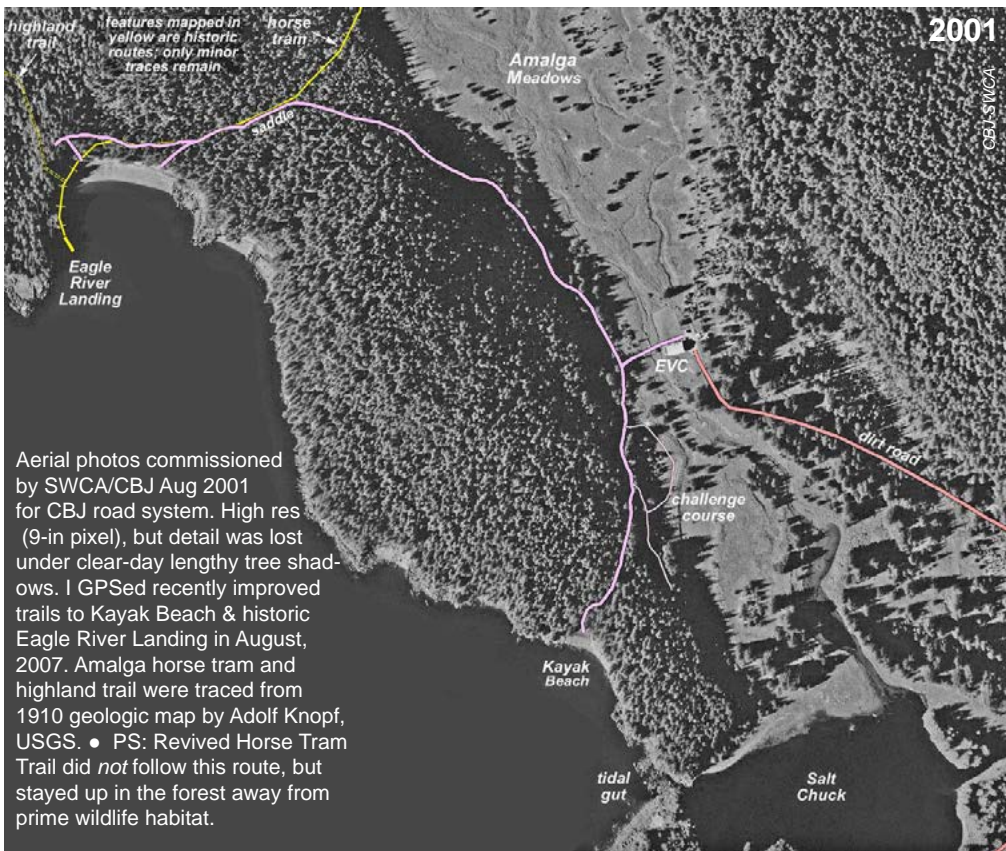 highland
trail
features mapped in
yellow are historic
routes; only minor
traces remain
horse
tram
2001
CBJ-SWCA
Amalga
Meadows
saddle
Eagle
River
Landing
EVC
dirt road
challenge
course
Aerial photos commissioned
by SWCA/CBJ Aug 2001
for CBJ road system. High res
(9-in pixel), but detail was lost
under clear-day lengthy tree shad-
ows. I GPSed recently improved
trails to Kayak Beach & historic
Eagle River Landing in August,
2007. Amalga horse tram and
highland trail were traced from
1910 geologic map by Adolf Knopf,
USGS. ● PS: Revived Horse Tram
Trail did not follow this route, but
stayed up in the forest away from
prime wildlife habitat.
Kayak
Beach
tidal
gut
Salt
Chuck